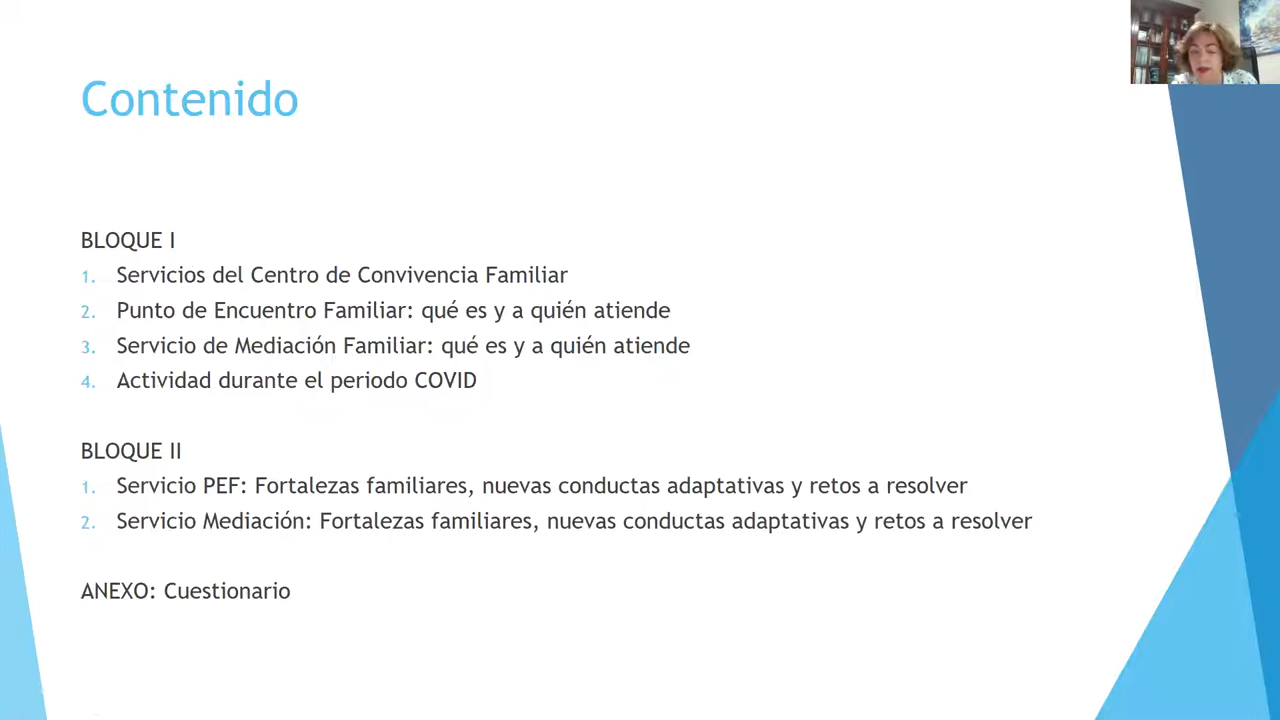 Contenido
BLOQUE I
1. Servicios del Centro de Convivencia Familiar
2. Punto de Encuentro Familiar: qué es y a quién atiende
3. Servicio de Mediación Familiar: qué es y a quién atiende
4. Actividad durante el periodo COVID
BLOQUE II
1. Servicio PEF: Fortalezas familiares, nuevas conductas adaptativas y retos a resolver
2. Servicio Mediación: Fortalezas familiares, nuevas conductas adaptativas y retos a resolver
ANEXO: Cuestionario